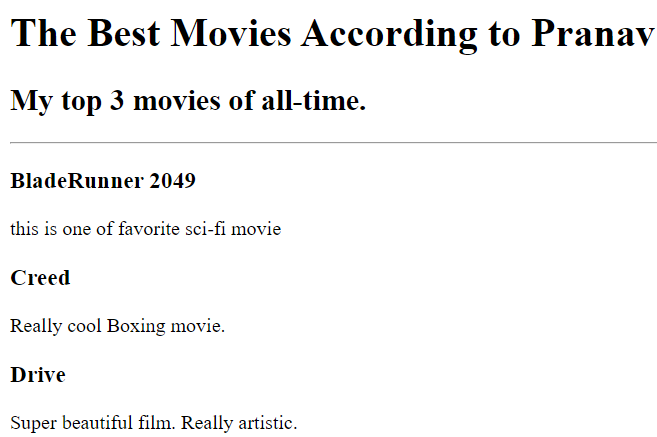 The Best Movies According to Pranav
My top 3 movies of all-time.
BladeRunner 2049
this is one of favorite sci-fi movie
Creed
Really cool Boxing movie.
Drive
Super beautiful film. Really artistic.